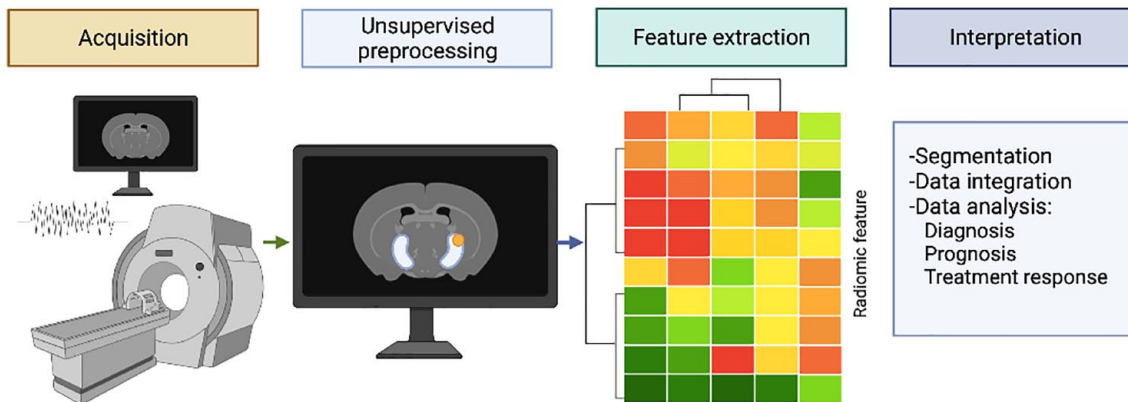 Acquisition
Unsupervised
preprocessing
Feature extraction
Interpretation
Radiomic feature
-Segmentation
-Data integration
-Data analysis:
Diagnosis
Prognosis
Treatment response